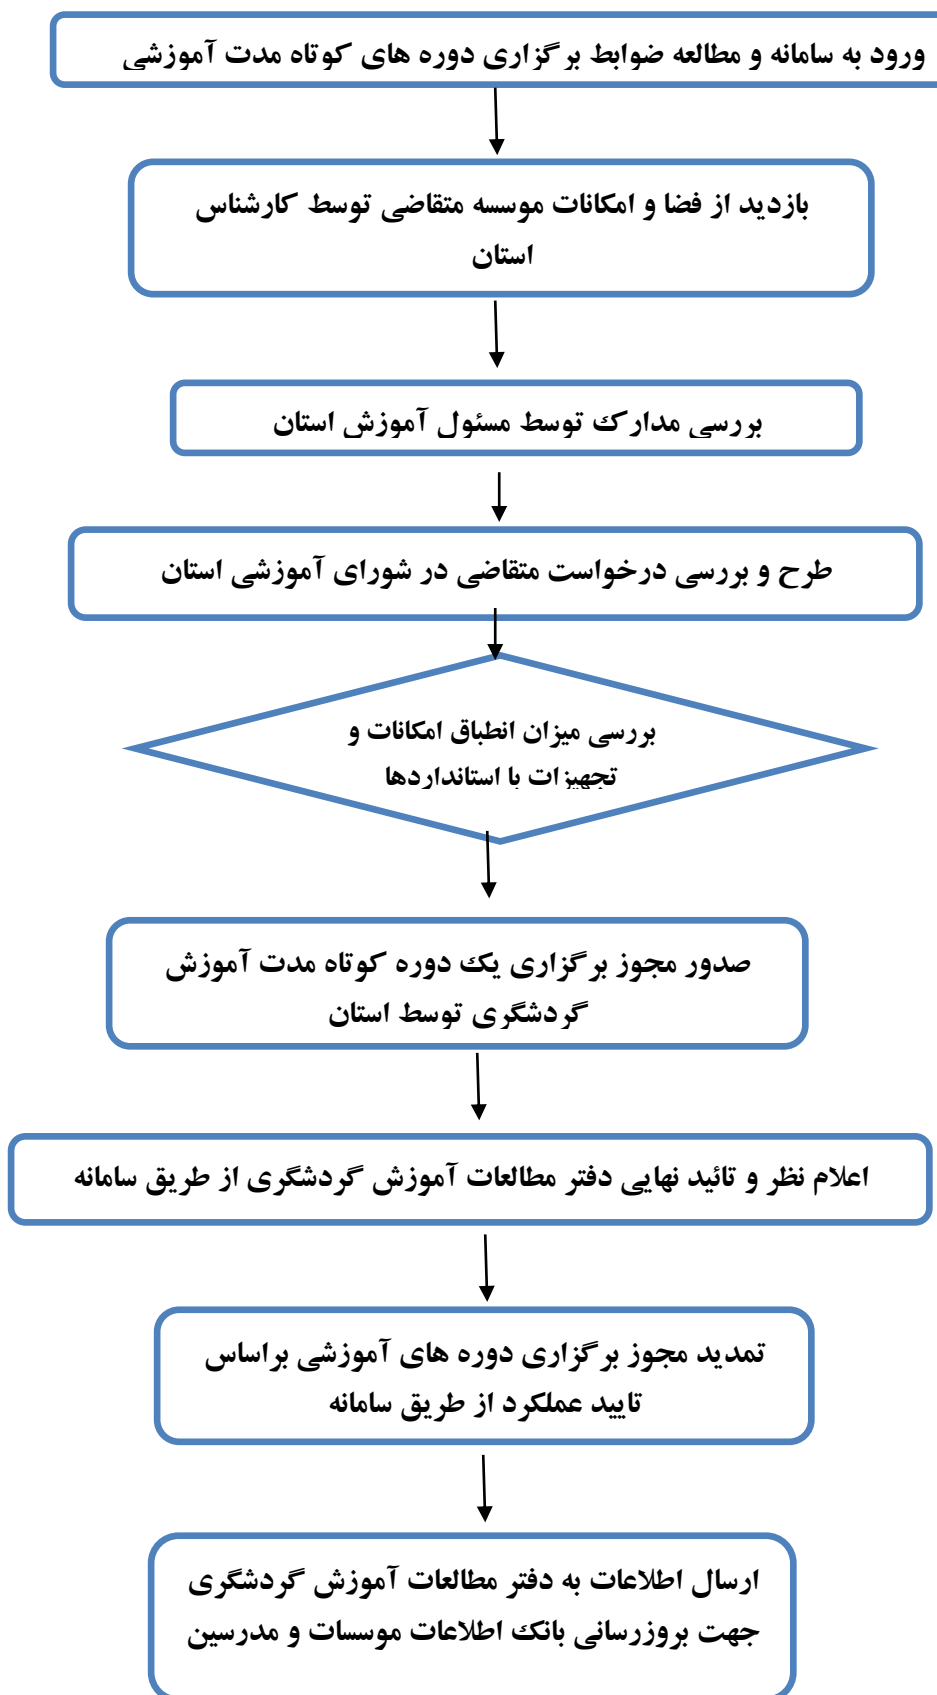 ورود به سامانه و مطالعه ضوابط برگزاری دوره های کوتاه مدت آموزشی
بازدید از فضا و امکانات موسسه متقاضی توسط کارشناس
استان
بررسی مدارک توسط مسئول آموزش استان
طرح و بررسی درخواست متقاضی در شورای آموزشی استان
بررسی میزان انطباق امکانات و
تجهیزات با استانداردها
صدور مجوز برگزاری یک دوره کوتاه مدت آموزش
گردشگری توسط استان
اعلام نظر و تائید نهایی دفتر مطالعات آموزش گردشگری از طریق سامانه
تمدید مجوز برگزاری دوره های آموزشی براساس
تایید عملکرد از طریق سامانه
ارسال اطلاعات به دفتر مطالعات آموزش گردشگری
جهت بروزرسانی بانک اطلاعات موسسات و مدرسین